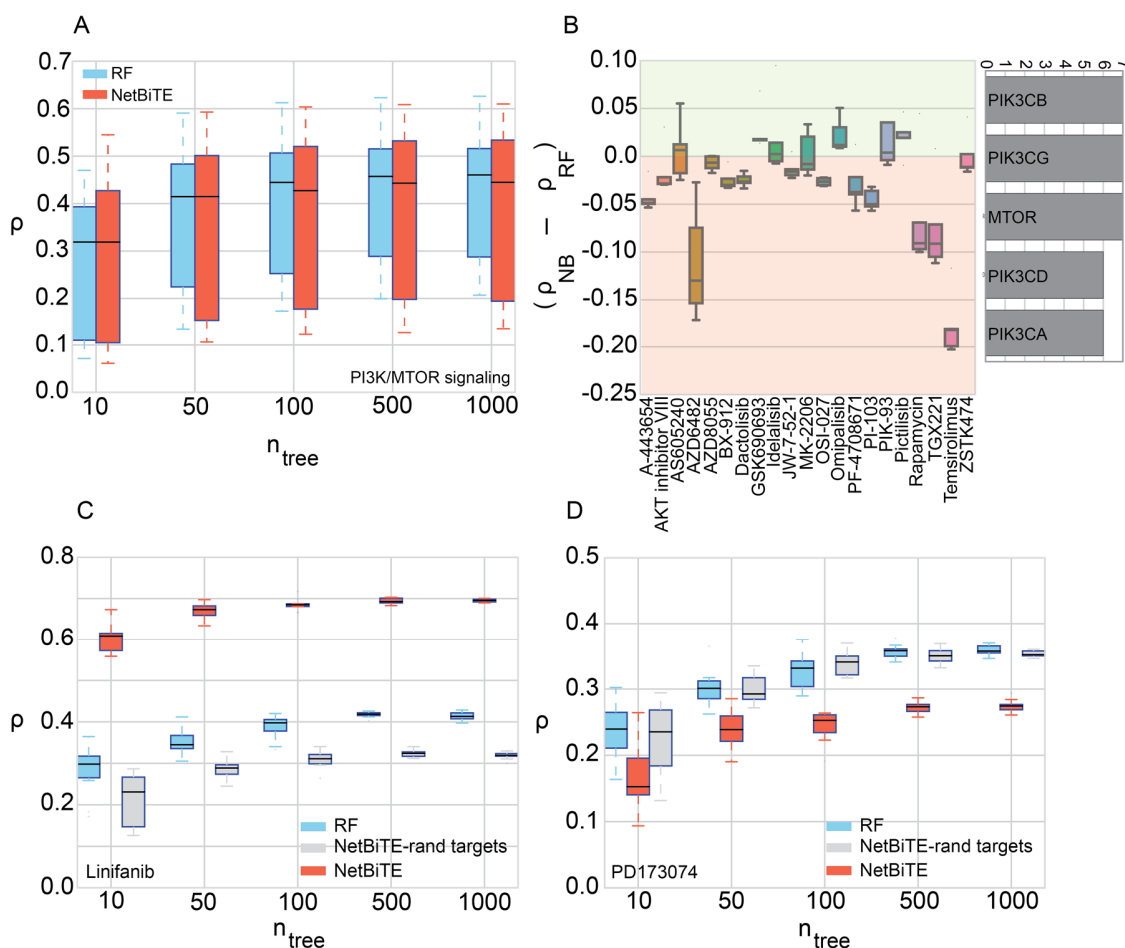 A
0.7
0.6
0.5
0.4
0.3
0.2
0.1
0.0
ρ
RF
NetBiTE
PI3K/MTOR signaling
10
50
100
500
1000
n_tree
B
0.10
0.05
0.0
-0.05
-0.10
-0.15
-0.20
-0.25
( ρ_NB − ρ_RF )
A-443654
AKT inhibitor VIII
AS605240
AZD6482
AZD8055
BX-912
Dactolisib
GSK690693
Idelalisib
JW-7-52-1
MK-2206
OSI-027
Omipalisib
PF-4708671
PI-103
PIK-93
Pictilisib
Rapamycin
TGX221
Temsirolimus
ZSTK474
0 1 2 3 4 5 6 7
PIK3CB
PIK3CG
MTOR
PIK3CD
PIK3CA
C
0.8
0.6
0.4
0.2
0.0
ρ
RF
NetBiTE-rand targets
NetBiTE
Linifanib
10
50
100
500
1000
n_tree
D
0.5
0.4
0.3
0.2
0.1
0.0
ρ
RF
NetBiTE-rand targets
NetBiTE
PD173074
10
50
100
500
1000
n_tree